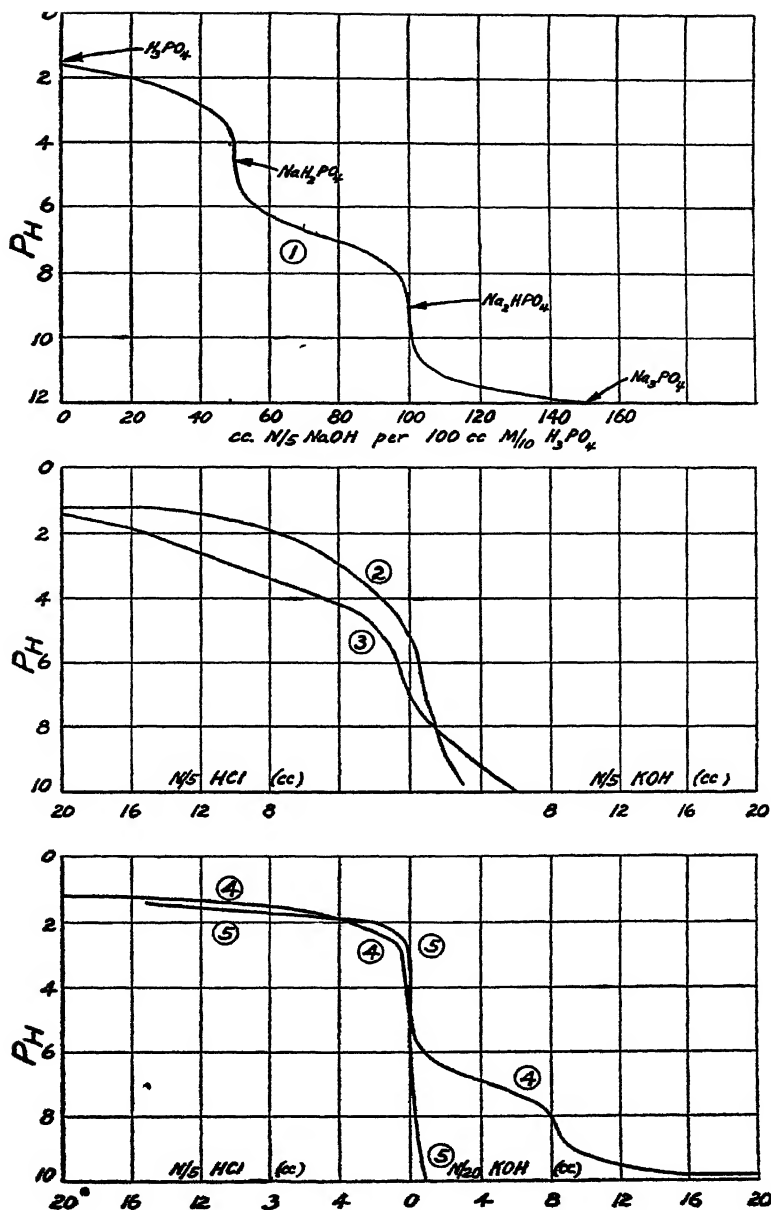 0
H₃PO₄
2
4
NaH₂PO₄
6
PH
①
8
Na₂HPO₄
10
Na₃PO₄
12
0 20 40 60 80 100 120 140 160
cc. N/5 NaOH per 100 cc M/10 H₃PO₄
0
2
②
4
③
PH
6
8
10
N/5 HCl (cc) N/5 KOH (cc)
20 16 12 8 8 12 16 20
0
④
2
⑤ ④ ⑤
4
PH
6
④
8
⑤
10
N/5 HCl (cc) N/20 KOH (cc)
20 16 12 3 4 0 4 8 12 16 20